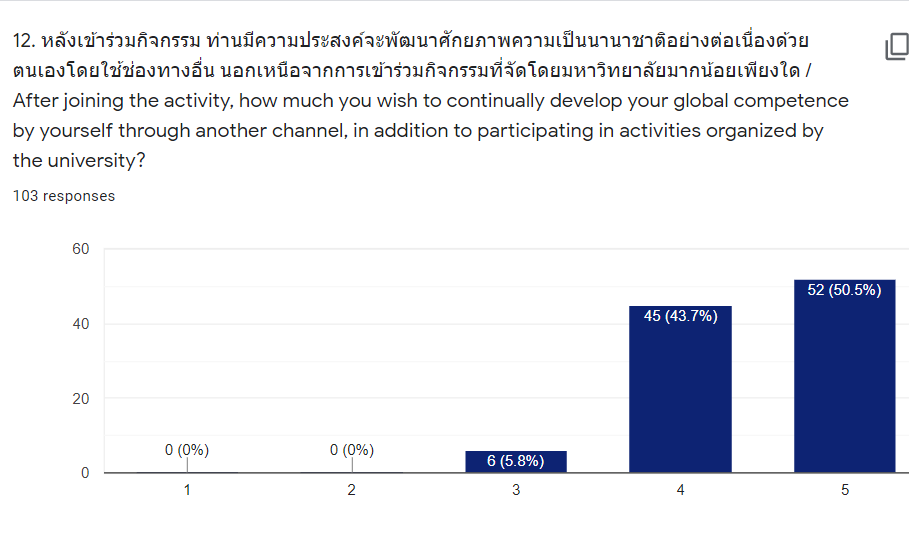 12. หลังเข้าร่วมกิจกรรม ท่านมีความประสงค์จะพัฒนาศักยภาพความเป็นนานาชาติอย่างต่อเนื่องด้วย
ตนเองโดยใช้ช่องทางอื่น นอกเหนือจากการเข้าร่วมกิจกรรมที่จัดโดยมหาวิทยาลัยมากน้อยเพียงใด /
After joining the activity, how much you wish to continually develop your global competence
by yourself through another channel, in addition to participating in activities organized by
the university?
103 responses
60
40
20
0
0 (0%)
0 (0%)
6 (5.8%)
45 (43.7%)
52 (50.5%)
1
2
3
4
5